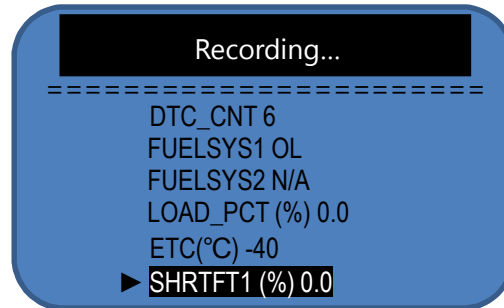 Recording...
=======================
DTC_CNT 6
FUELSYS1 OL
FUELSYS2 N/A
LOAD_PCT (%) 0.0
ETC(℃) -40
►SHRTFT1 (%) 0.0